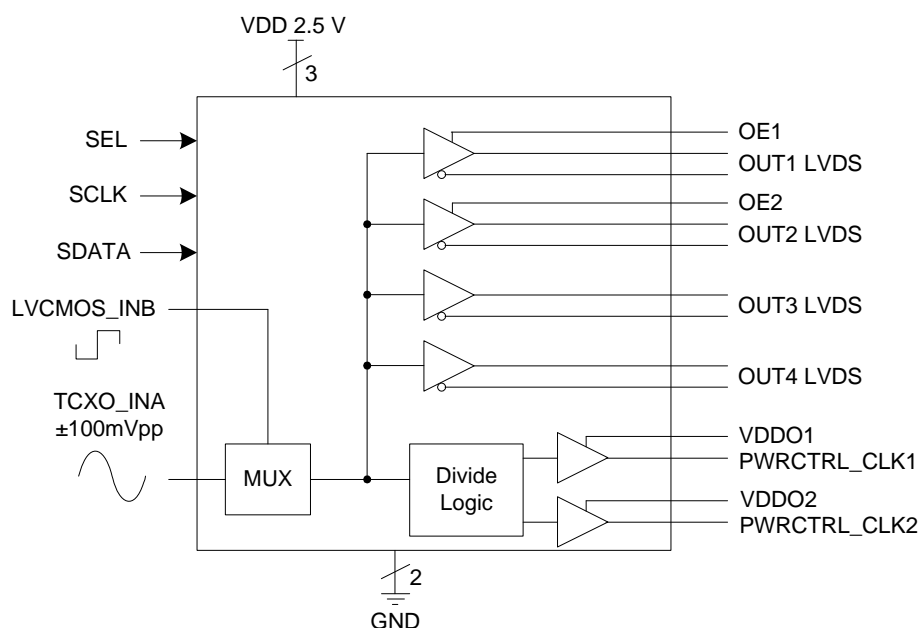 VDD 2.5 V
3
SEL
SCLK
SDATA
LVCMOS_INB
TCXO_INA
±100mVpp
MUX
Divide
Logic
OE1
OUT1 LVDS
OE2
OUT2 LVDS
OUT3 LVDS
OUT4 LVDS
VDDO1
PWRCTRL_CLK1
VDDO2
PWRCTRL_CLK2
2
GND